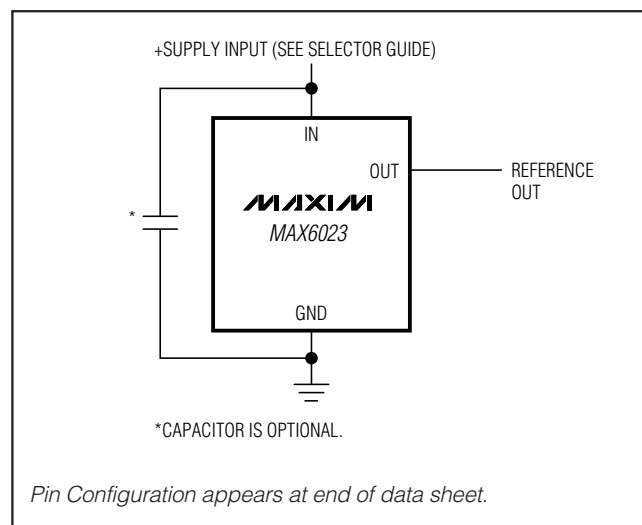 +SUPPLY INPUT (SEE SELECTOR GUIDE)
IN
OUT
REFERENCE
OUT
MAXIM
MAX6023
*
GND
*CAPACITOR IS OPTIONAL.
Pin Configuration appears at end of data sheet.